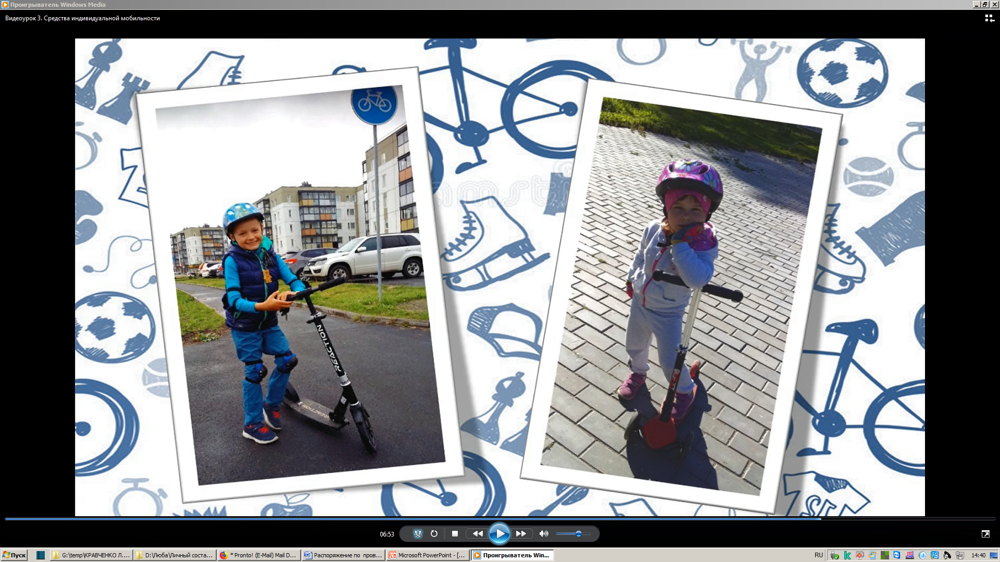 Проигрыватель Windows Media
Видеоурок 3. Средства индивидуальной мобильности
REACTION
REACTION
06:53
Пуск
G:\temp\КРАВЧЕНКО Л....
D:\Люба\Личный соста...
* Pronto! (E-Mail) Mail D...
Распоряжение по пров...
Microsoft PowerPoint - [...
Проигрыватель Win...
RU
14:40